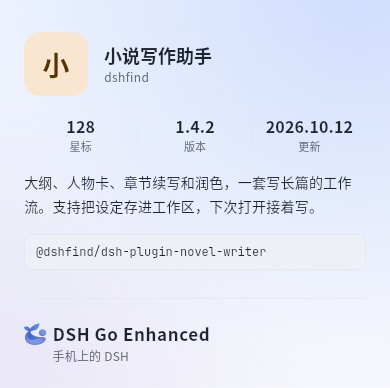 小
小说写作助手
dshfind
128
星标
1.4.2
版本
2026.10.12
更新
大纲、人物卡、章节续写和润色，一套写长篇的工作
流。支持把设定存进工作区，下次打开接着写。
@dshfind/dsh-plugin-novel-writer
DSH Go Enhanced
手机上的 DSH